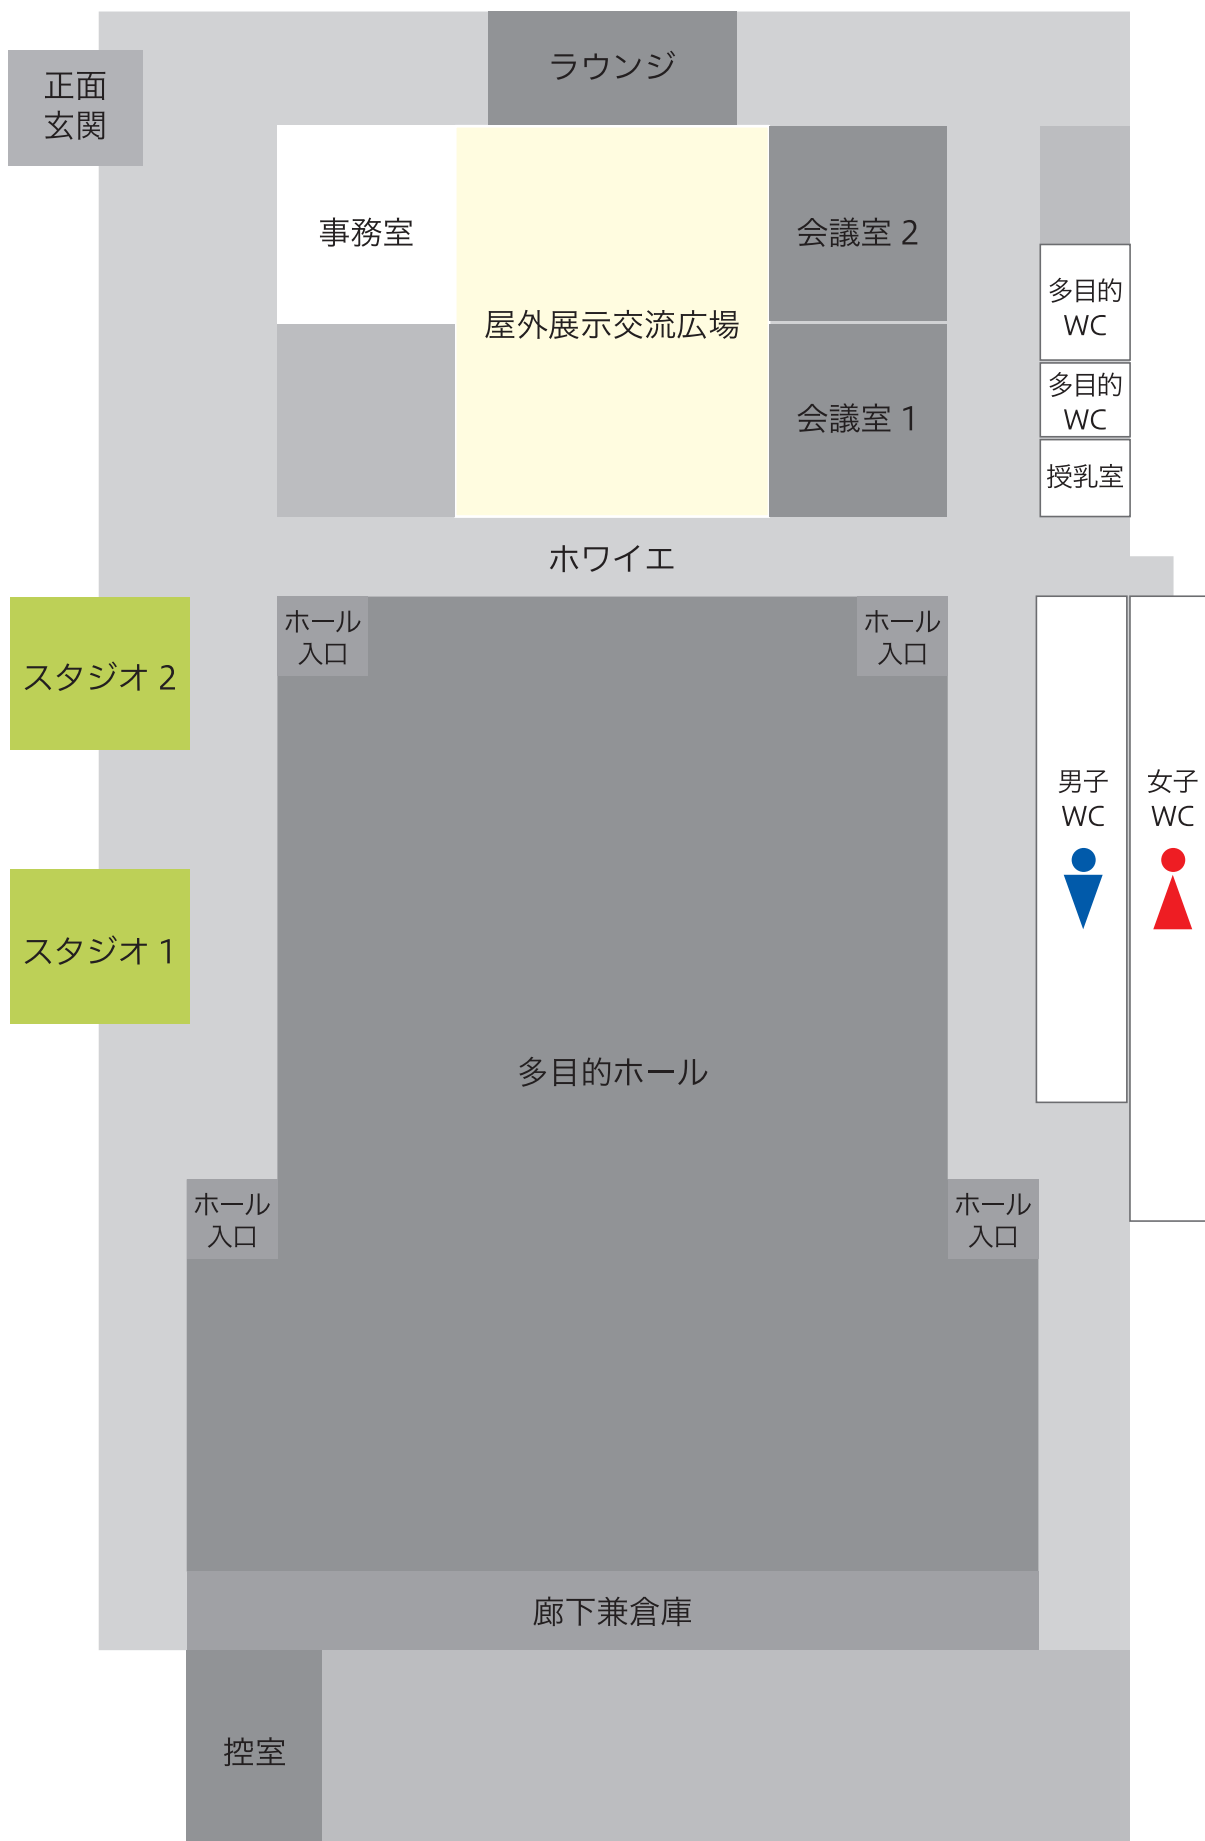 ラウンジ
正面
玄関
事務室
会議室 2
多目的
WC
屋外展示交流広場
多目的
WC
会議室 1
授乳室
ホワイエ
ホール
入口
ホール
入口
スタジオ 2
男子
WC
女子
WC
スタジオ 1
多目的ホール
ホール
入口
ホール
入口
廊下兼倉庫
控室